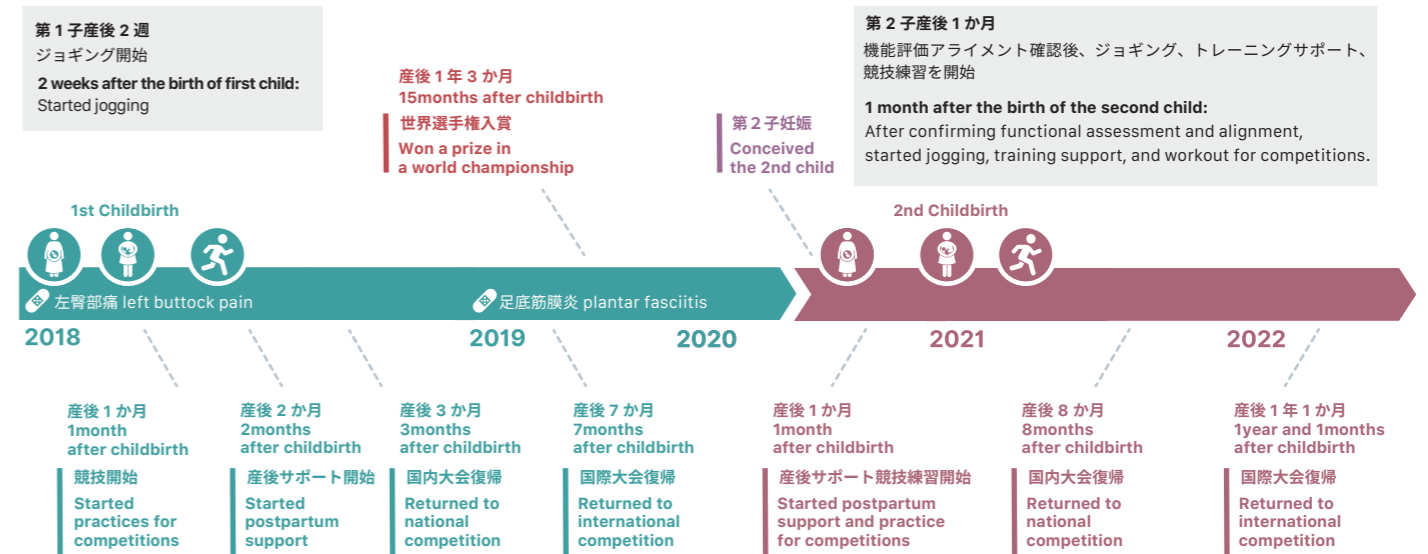 第 1 子産後 2 週
ジョギング開始
2 weeks after the birth of first child:
Started jogging
産後 1 年 3 か月
15months after childbirth
世界選手権入賞
Won a prize in
a world championship
第 2 子妊娠
Conceived
the 2nd child
第 2 子産後 1 か月
機能評価アライメント確認後、ジョギング、トレーニングサポート、
競技練習を開始
1 month after the birth of the second child:
After confirming functional assessment and alignment,
started jogging, training support, and workout for competitions.
1st Childbirth
2nd Childbirth
左臀部痛 left buttock pain
足底筋膜炎 plantar fasciitis
2018
2019
2020
2021
2022
産後 1 か月
1month
after childbirth
競技開始
Started
practices for
competitions
産後 2 か月
2months
after childbirth
産後サポート開始
Started
postpartum
support
産後 3 か月
3months
after childbirth
国内大会復帰
Returned to
national
competition
産後 7 か月
7months
after childbirth
国際大会復帰
Returned to
international
competition
産後 1 か月
1month
after childbirth
産後サポート競技練習開始
Started postpartum
support and practice
for competitions
産後 8 か月
8months
after childbirth
国内大会復帰
Returned to
national
competition
産後 1 年 1 か月
1year and 1months
after childbirth
国際大会復帰
Returned to
international
competition